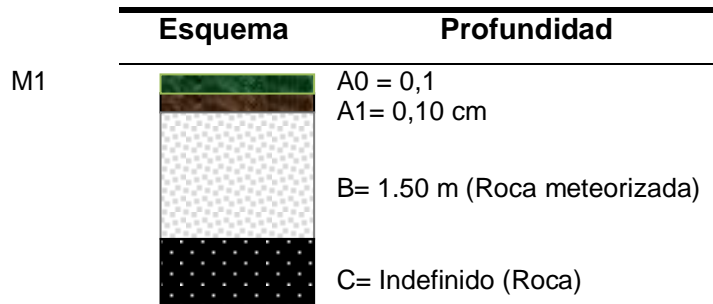 Esquema Profundidad
M1 A0 = 0,1
A1= 0,10 cm
B= 1.50 m (Roca meteorizada)
C= Indefinido (Roca)